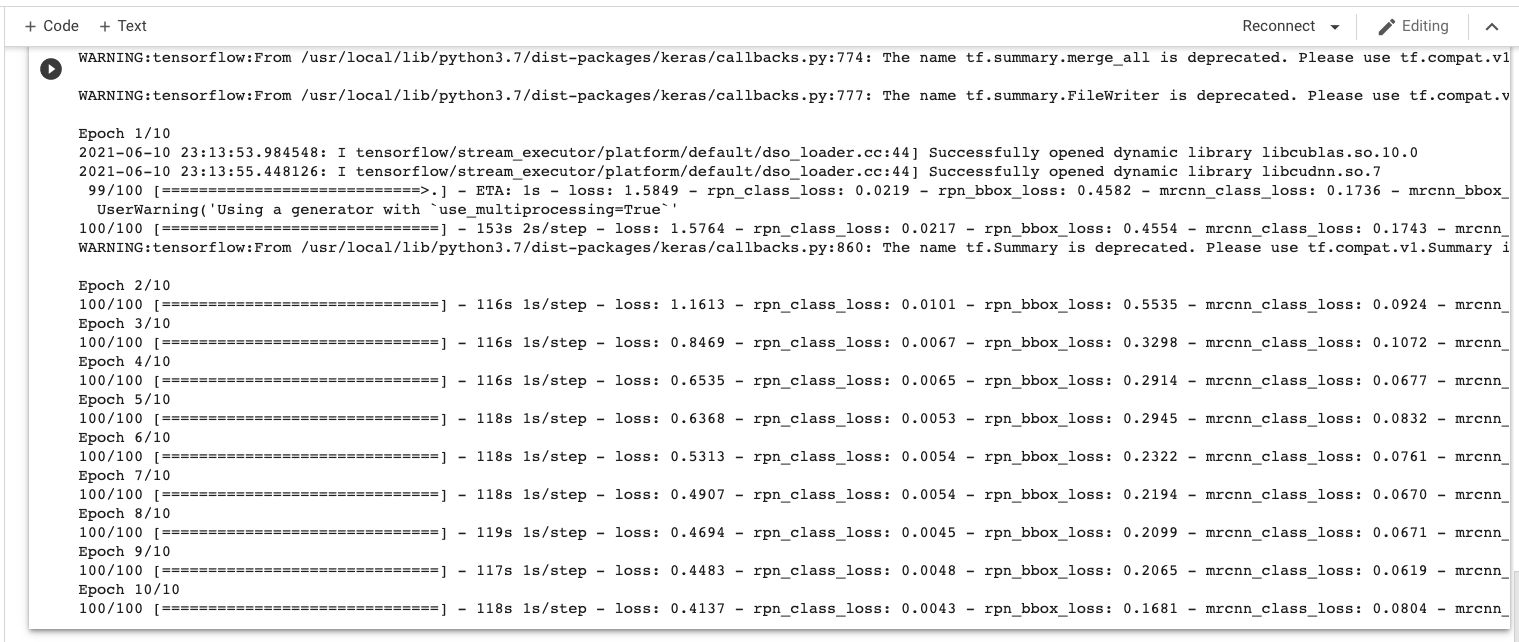 + Code + Text Reconnect Editing
WARNING:tensorflow:From /usr/local/lib/python3.7/dist-packages/keras/callbacks.py:774: The name tf.summary.merge_all is deprecated. Please use tf.compat.v1
WARNING:tensorflow:From /usr/local/lib/python3.7/dist-packages/keras/callbacks.py:777: The name tf.summary.FileWriter is deprecated. Please use tf.compat.v
Epoch 1/10
2021-06-10 23:13:53.984548: I tensorflow/stream_executor/platform/default/dso_loader.cc:44] Successfully opened dynamic library libcublas.so.10.0
2021-06-10 23:13:55.448126: I tensorflow/stream_executor/platform/default/dso_loader.cc:44] Successfully opened dynamic library libcudnn.so.7
99/100 [============================>.] - ETA: 1s - loss: 1.5849 - rpn_class_loss: 0.0219 - rpn_bbox_loss: 0.4582 - mrcnn_class_loss: 0.1736 - mrcnn_bbox_
UserWarning('Using a generator with `use_multiprocessing=True`'
100/100 [==============================] - 153s 2s/step - loss: 1.5764 - rpn_class_loss: 0.0217 - rpn_bbox_loss: 0.4554 - mrcnn_class_loss: 0.1743 - mrcnn_
WARNING:tensorflow:From /usr/local/lib/python3.7/dist-packages/keras/callbacks.py:860: The name tf.Summary is deprecated. Please use tf.compat.v1.Summary i
Epoch 2/10
100/100 [==============================] - 116s 1s/step - loss: 1.1613 - rpn_class_loss: 0.0101 - rpn_bbox_loss: 0.5535 - mrcnn_class_loss: 0.0924 - mrcnn_
Epoch 3/10
100/100 [==============================] - 116s 1s/step - loss: 0.8469 - rpn_class_loss: 0.0067 - rpn_bbox_loss: 0.3298 - mrcnn_class_loss: 0.1072 - mrcnn_
Epoch 4/10
100/100 [==============================] - 116s 1s/step - loss: 0.6535 - rpn_class_loss: 0.0065 - rpn_bbox_loss: 0.2914 - mrcnn_class_loss: 0.0677 - mrcnn_
Epoch 5/10
100/100 [==============================] - 118s 1s/step - loss: 0.6368 - rpn_class_loss: 0.0053 - rpn_bbox_loss: 0.2945 - mrcnn_class_loss: 0.0832 - mrcnn_
Epoch 6/10
100/100 [==============================] - 118s 1s/step - loss: 0.5313 - rpn_class_loss: 0.0054 - rpn_bbox_loss: 0.2322 - mrcnn_class_loss: 0.0761 - mrcnn_
Epoch 7/10
100/100 [==============================] - 118s 1s/step - loss: 0.4907 - rpn_class_loss: 0.0054 - rpn_bbox_loss: 0.2194 - mrcnn_class_loss: 0.0670 - mrcnn_
Epoch 8/10
100/100 [==============================] - 119s 1s/step - loss: 0.4694 - rpn_class_loss: 0.0045 - rpn_bbox_loss: 0.2099 - mrcnn_class_loss: 0.0671 - mrcnn_
Epoch 9/10
100/100 [==============================] - 117s 1s/step - loss: 0.4483 - rpn_class_loss: 0.0048 - rpn_bbox_loss: 0.2065 - mrcnn_class_loss: 0.0619 - mrcnn_
Epoch 10/10
100/100 [==============================] - 118s 1s/step - loss: 0.4137 - rpn_class_loss: 0.0043 - rpn_bbox_loss: 0.1681 - mrcnn_class_loss: 0.0804 - mrcnn_